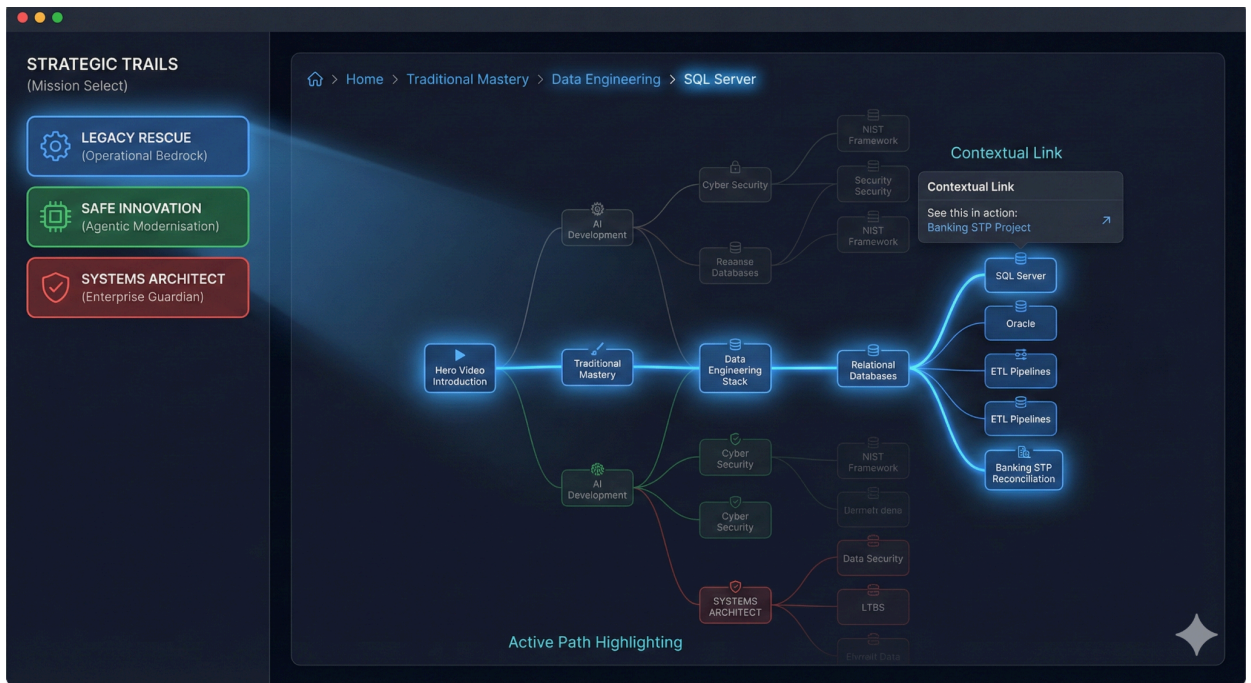 STRATEGIC TRAILS
(Mission Select)
LEGACY RESCUE
(Operational Bedrock)
SAFE INNOVATION
(Agentic Modernisation)
SYSTEMS ARCHITECT
(Enterprise Guardian)
> Home > Traditional Mastery > Data Engineering > SQL Server
Contextual Link
Contextual Link
See this in action:
Banking STP Project
NIST
Framework
Cyber Security
Security
Security
AI
Development
NIST
Framework
Reaanse
Databases
Hero Video
Introduction
Traditional
Mastery
Data
Engineering
Stack
Relational
Databases
SQL Server
Oracle
ETL Pipelines
ETL Pipelines
Banking STP
Reconciliation
AI
Development
Cyber
Security
Cyber
Security
NIST
Framework
SYSTEMS
ARCHITECT
Data Security
LTBS
Active Path Highlighting